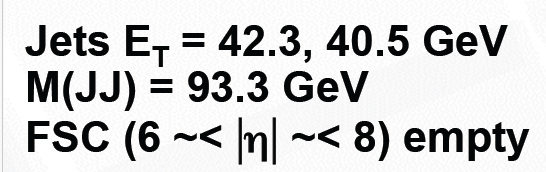 Jets E_T = 42.3, 40.5 GeV
M(JJ) = 93.3 GeV
FSC (6 ~< |η| ~< 8) empty